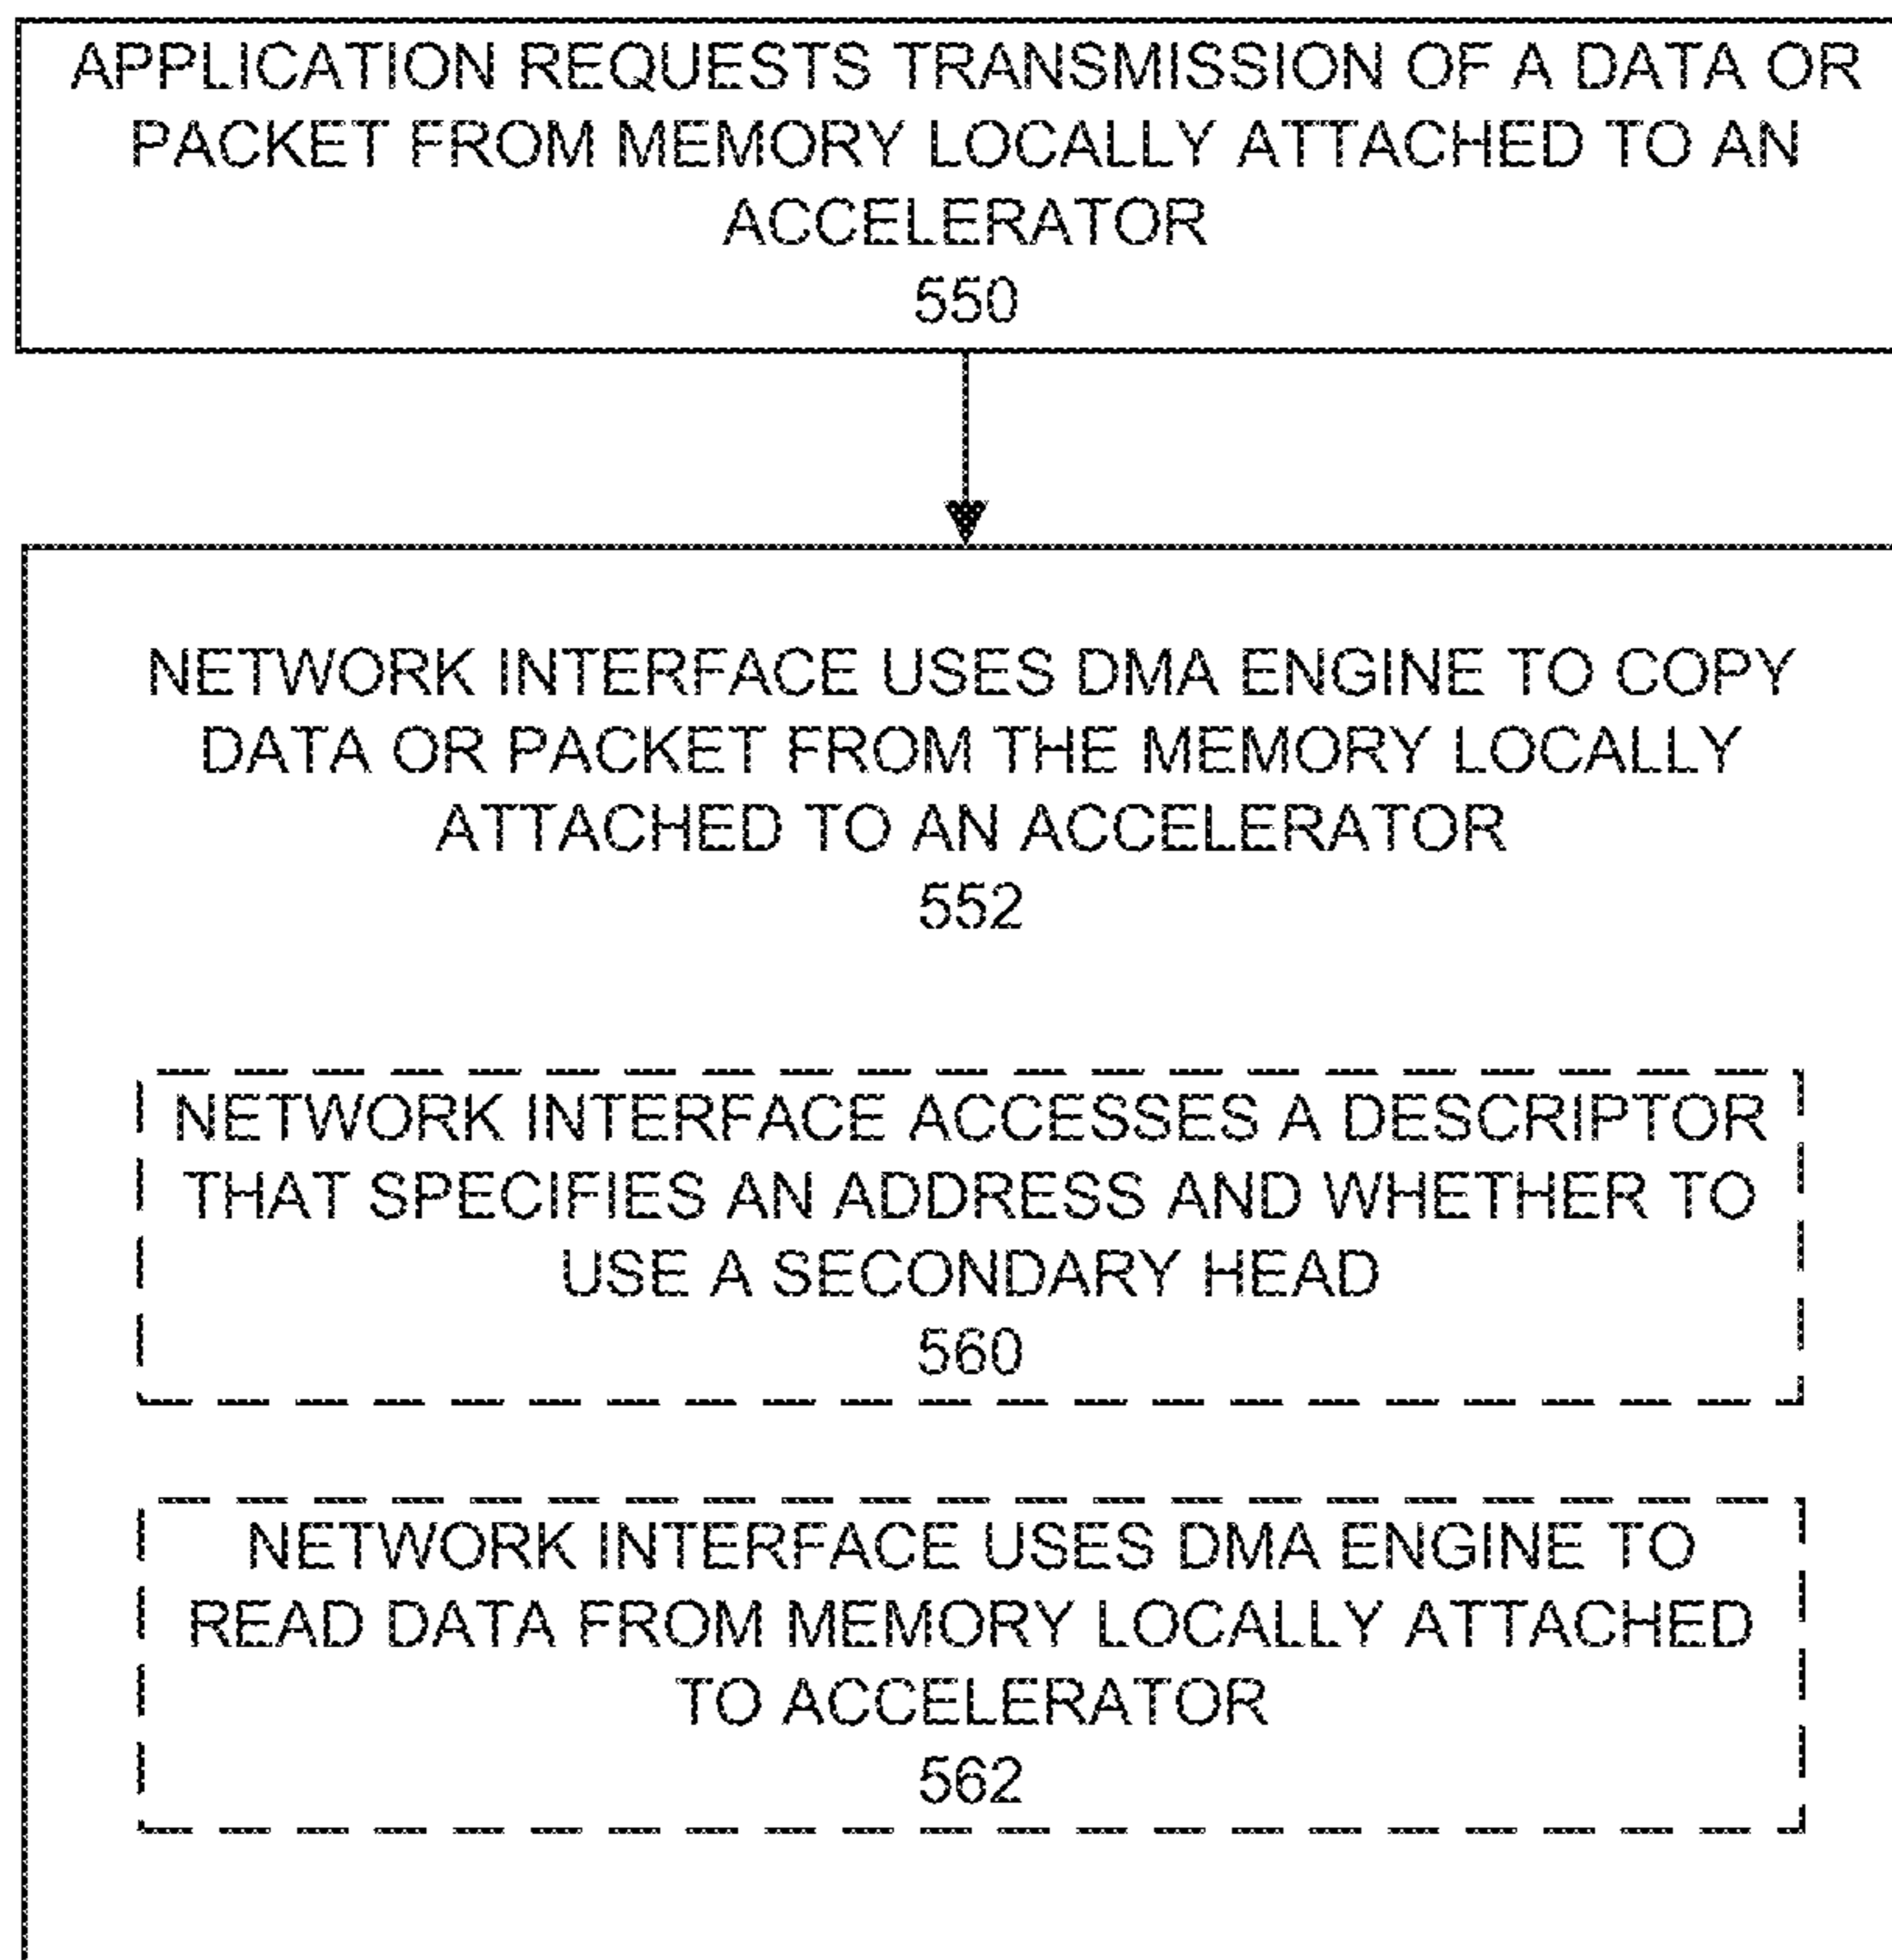 APPLICATION REQUESTS TRANSMISSION OF A DATA OR
PACKET FROM MEMORY LOCALLY ATTACHED TO AN
ACCELERATOR
550
NETWORK INTERFACE USES DMA ENGINE TO COPY
DATA OR PACKET FROM THE MEMORY LOCALLY
ATTACHED TO AN ACCELERATOR
552
NETWORK INTERFACE ACCESSES A DESCRIPTOR
THAT SPECIFIES AN ADDRESS AND WHETHER TO
USE A SECONDARY HEAD
560
NETWORK INTERFACE USES DMA ENGINE TO
READ DATA FROM MEMORY LOCALLY ATTACHED
TO ACCELERATOR
562